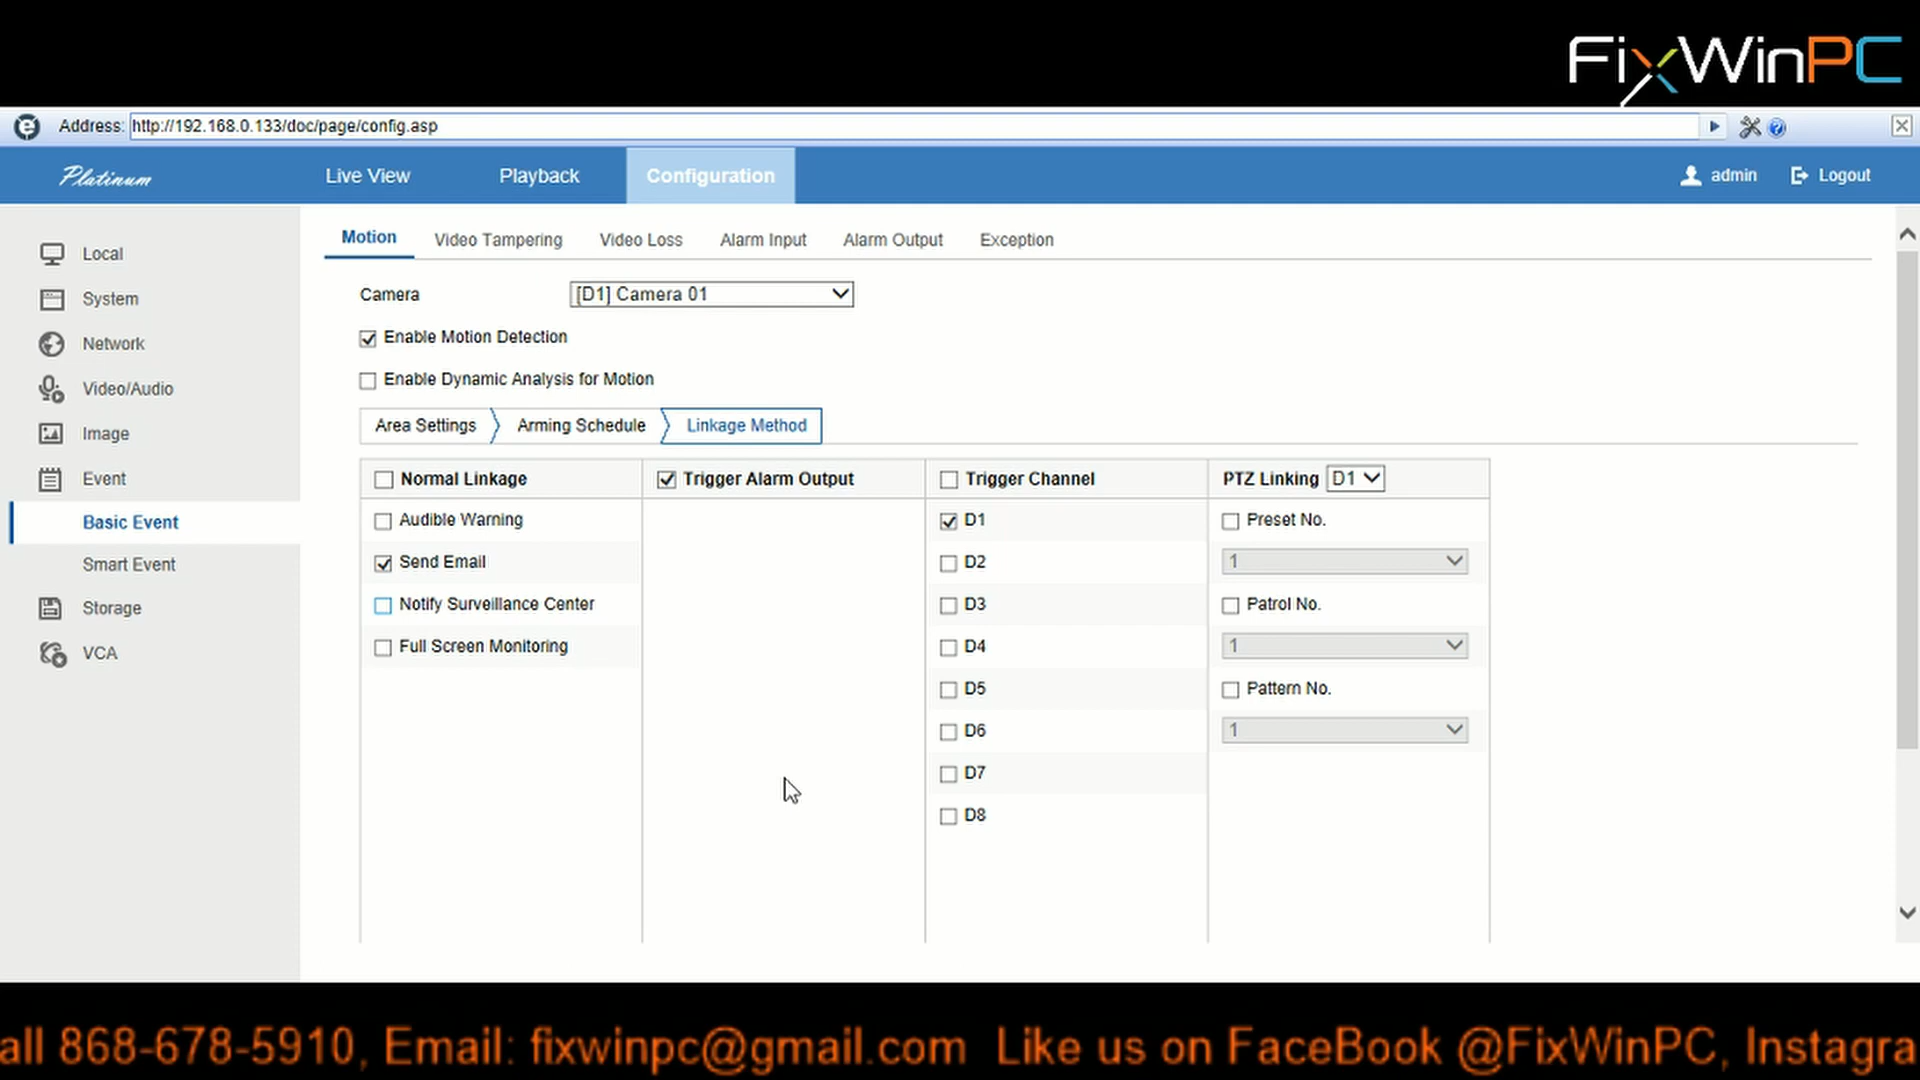 FixWinPC
Address: http://192.168.0.133/doc/page/config.asp
Platinum Live View Playback Configuration admin Logout
Local
System
Network
Video/Audio
Image
Event
Basic Event
Smart Event
Storage
VCA
Motion Video Tampering Video Loss Alarm Input Alarm Output Exception
Camera [D1] Camera 01
Enable Motion Detection
Enable Dynamic Analysis for Motion
Area Settings Arming Schedule Linkage Method
Normal Linkage Trigger Alarm Output Trigger Channel PTZ Linking D1
Audible Warning D1 Preset No.
Send Email D2 1
Notify Surveillance Center D3 Patrol No.
Full Screen Monitoring D4 1
D5 Pattern No.
D6 1
D7
D8
all 868-678-5910, Email: fixwinpc@gmail.com Like us on FaceBook @FixWinPC, Instagra